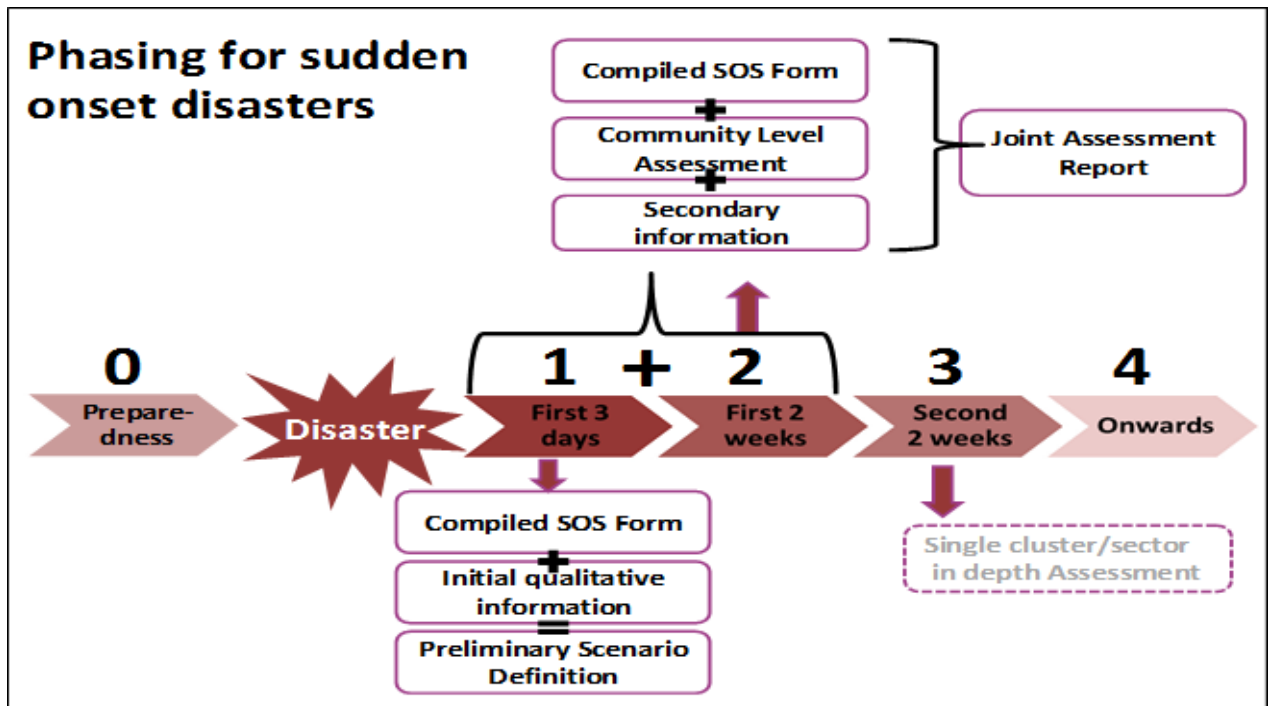 Phasing for sudden
onset disasters
Compiled SOS Form
+
Community Level
Assessment
+
Secondary
information
Joint Assessment
Report
0
1 + 2
3
4
Prepare-
dness
Disaster
First 3
days
First 2
weeks
Second
2 weeks
Onwards
Compiled SOS Form
+
Initial qualitative
information
=
Preliminary Scenario
Definition
Single cluster/sector
in depth Assessment